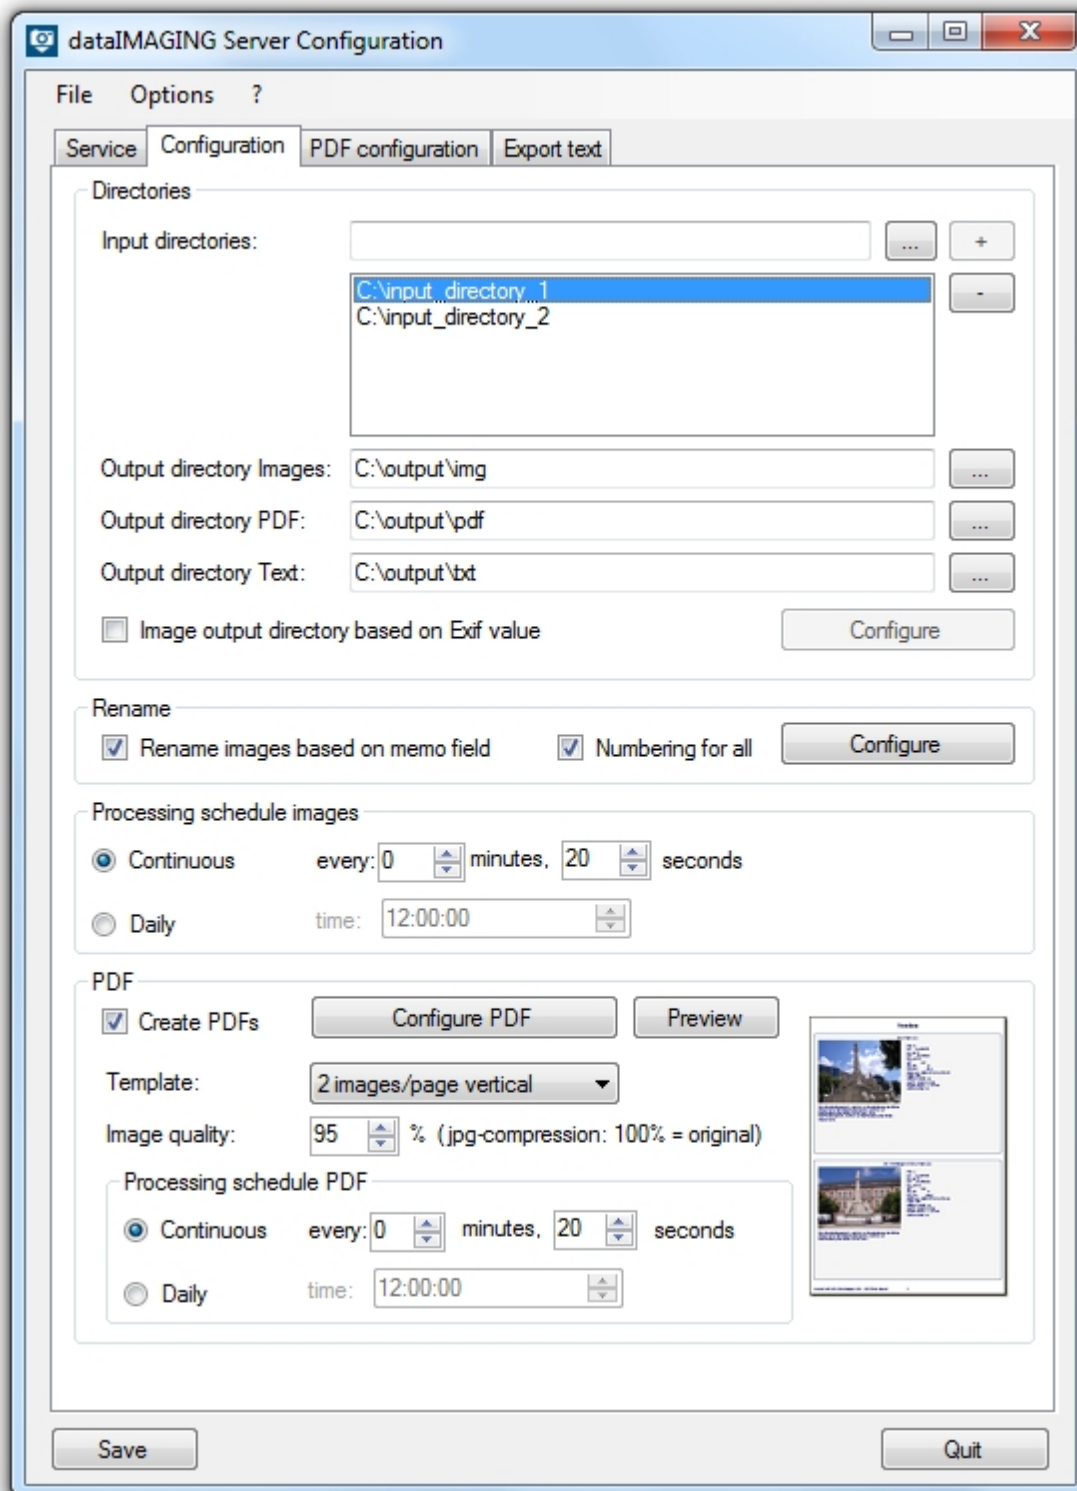 dataIMAGING Server Configuration
File Options ?
Service Configuration PDF configuration Export text
Directories
Input directories: ... +
C:\input_directory_1 -
C:\input_directory_2
Output directory Images: C:\output\img ...
Output directory PDF: C:\output\pdf ...
Output directory Text: C:\output\txt ...
Image output directory based on Exif value Configure
Rename
Rename images based on memo field Numbering for all Configure
Processing schedule images
Continuous every: 0 minutes, 20 seconds
Daily time: 12:00:00
PDF
Create PDFs Configure PDF Preview
Template: 2 images/page vertical
Image quality: 95 % (jpg-compression: 100% = original)
Processing schedule PDF
Continuous every: 0 minutes, 20 seconds
Daily time: 12:00:00
Save Quit